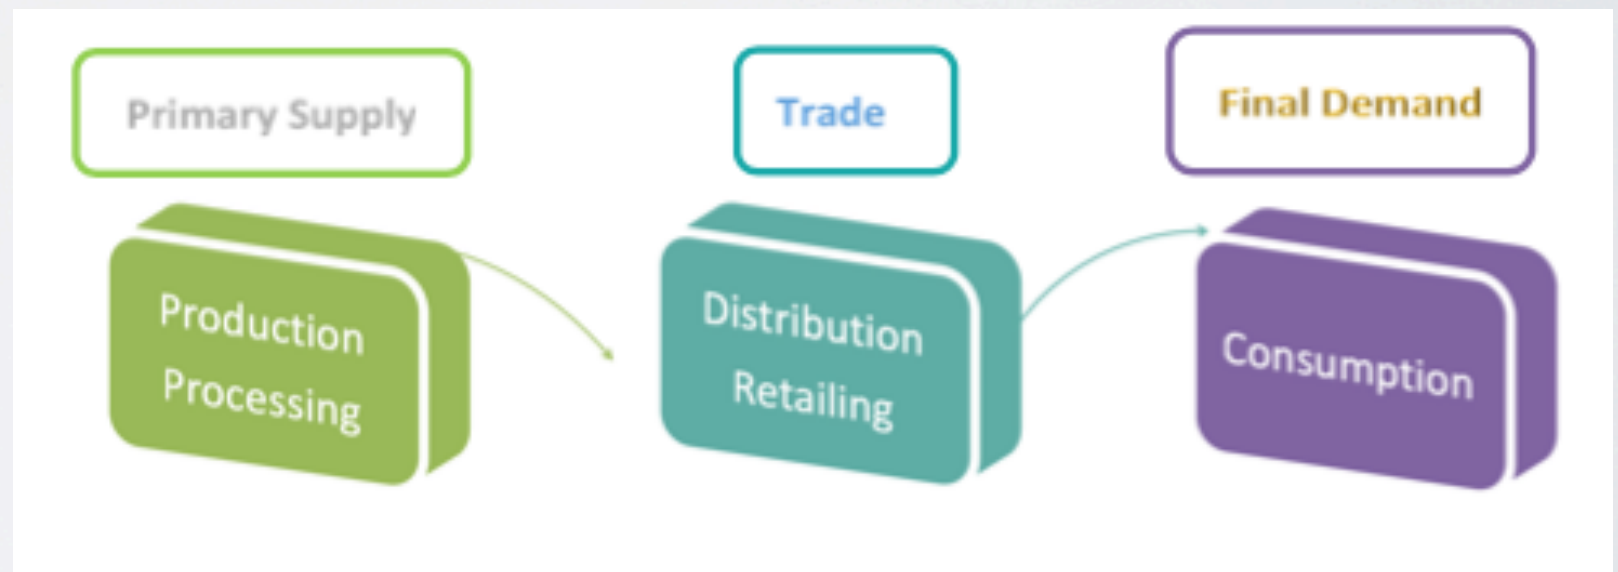 Primary Supply
Trade
Final Demand
Production
Processing
Distribution
Retailing
Consumption